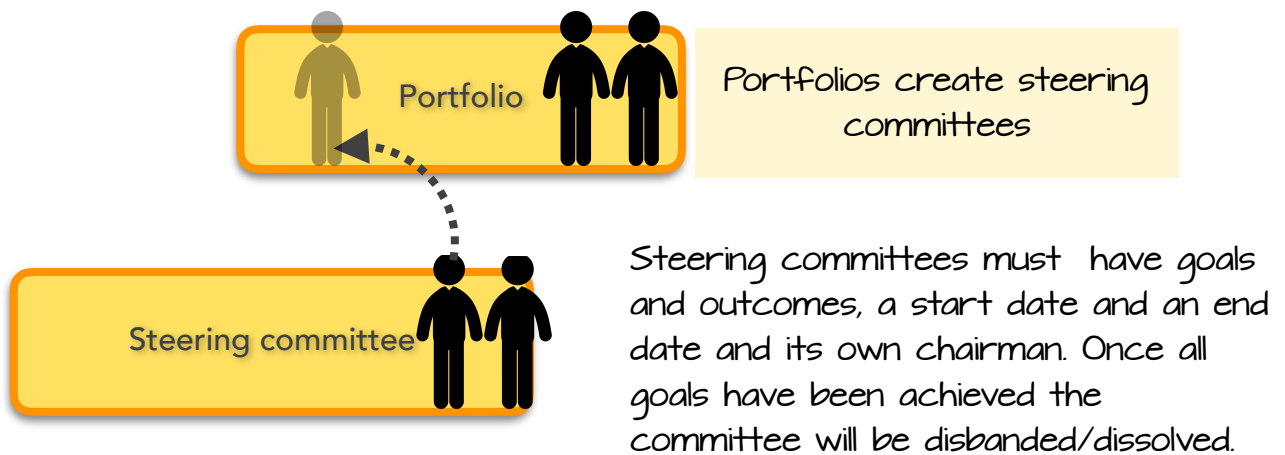 Portfolio
Portfolios create steering
committees
Steering committee
Steering committees must have goals
and outcomes, a start date and an end
date and its own chairman. Once all
goals have been achieved the
committee will be disbanded/dissolved.